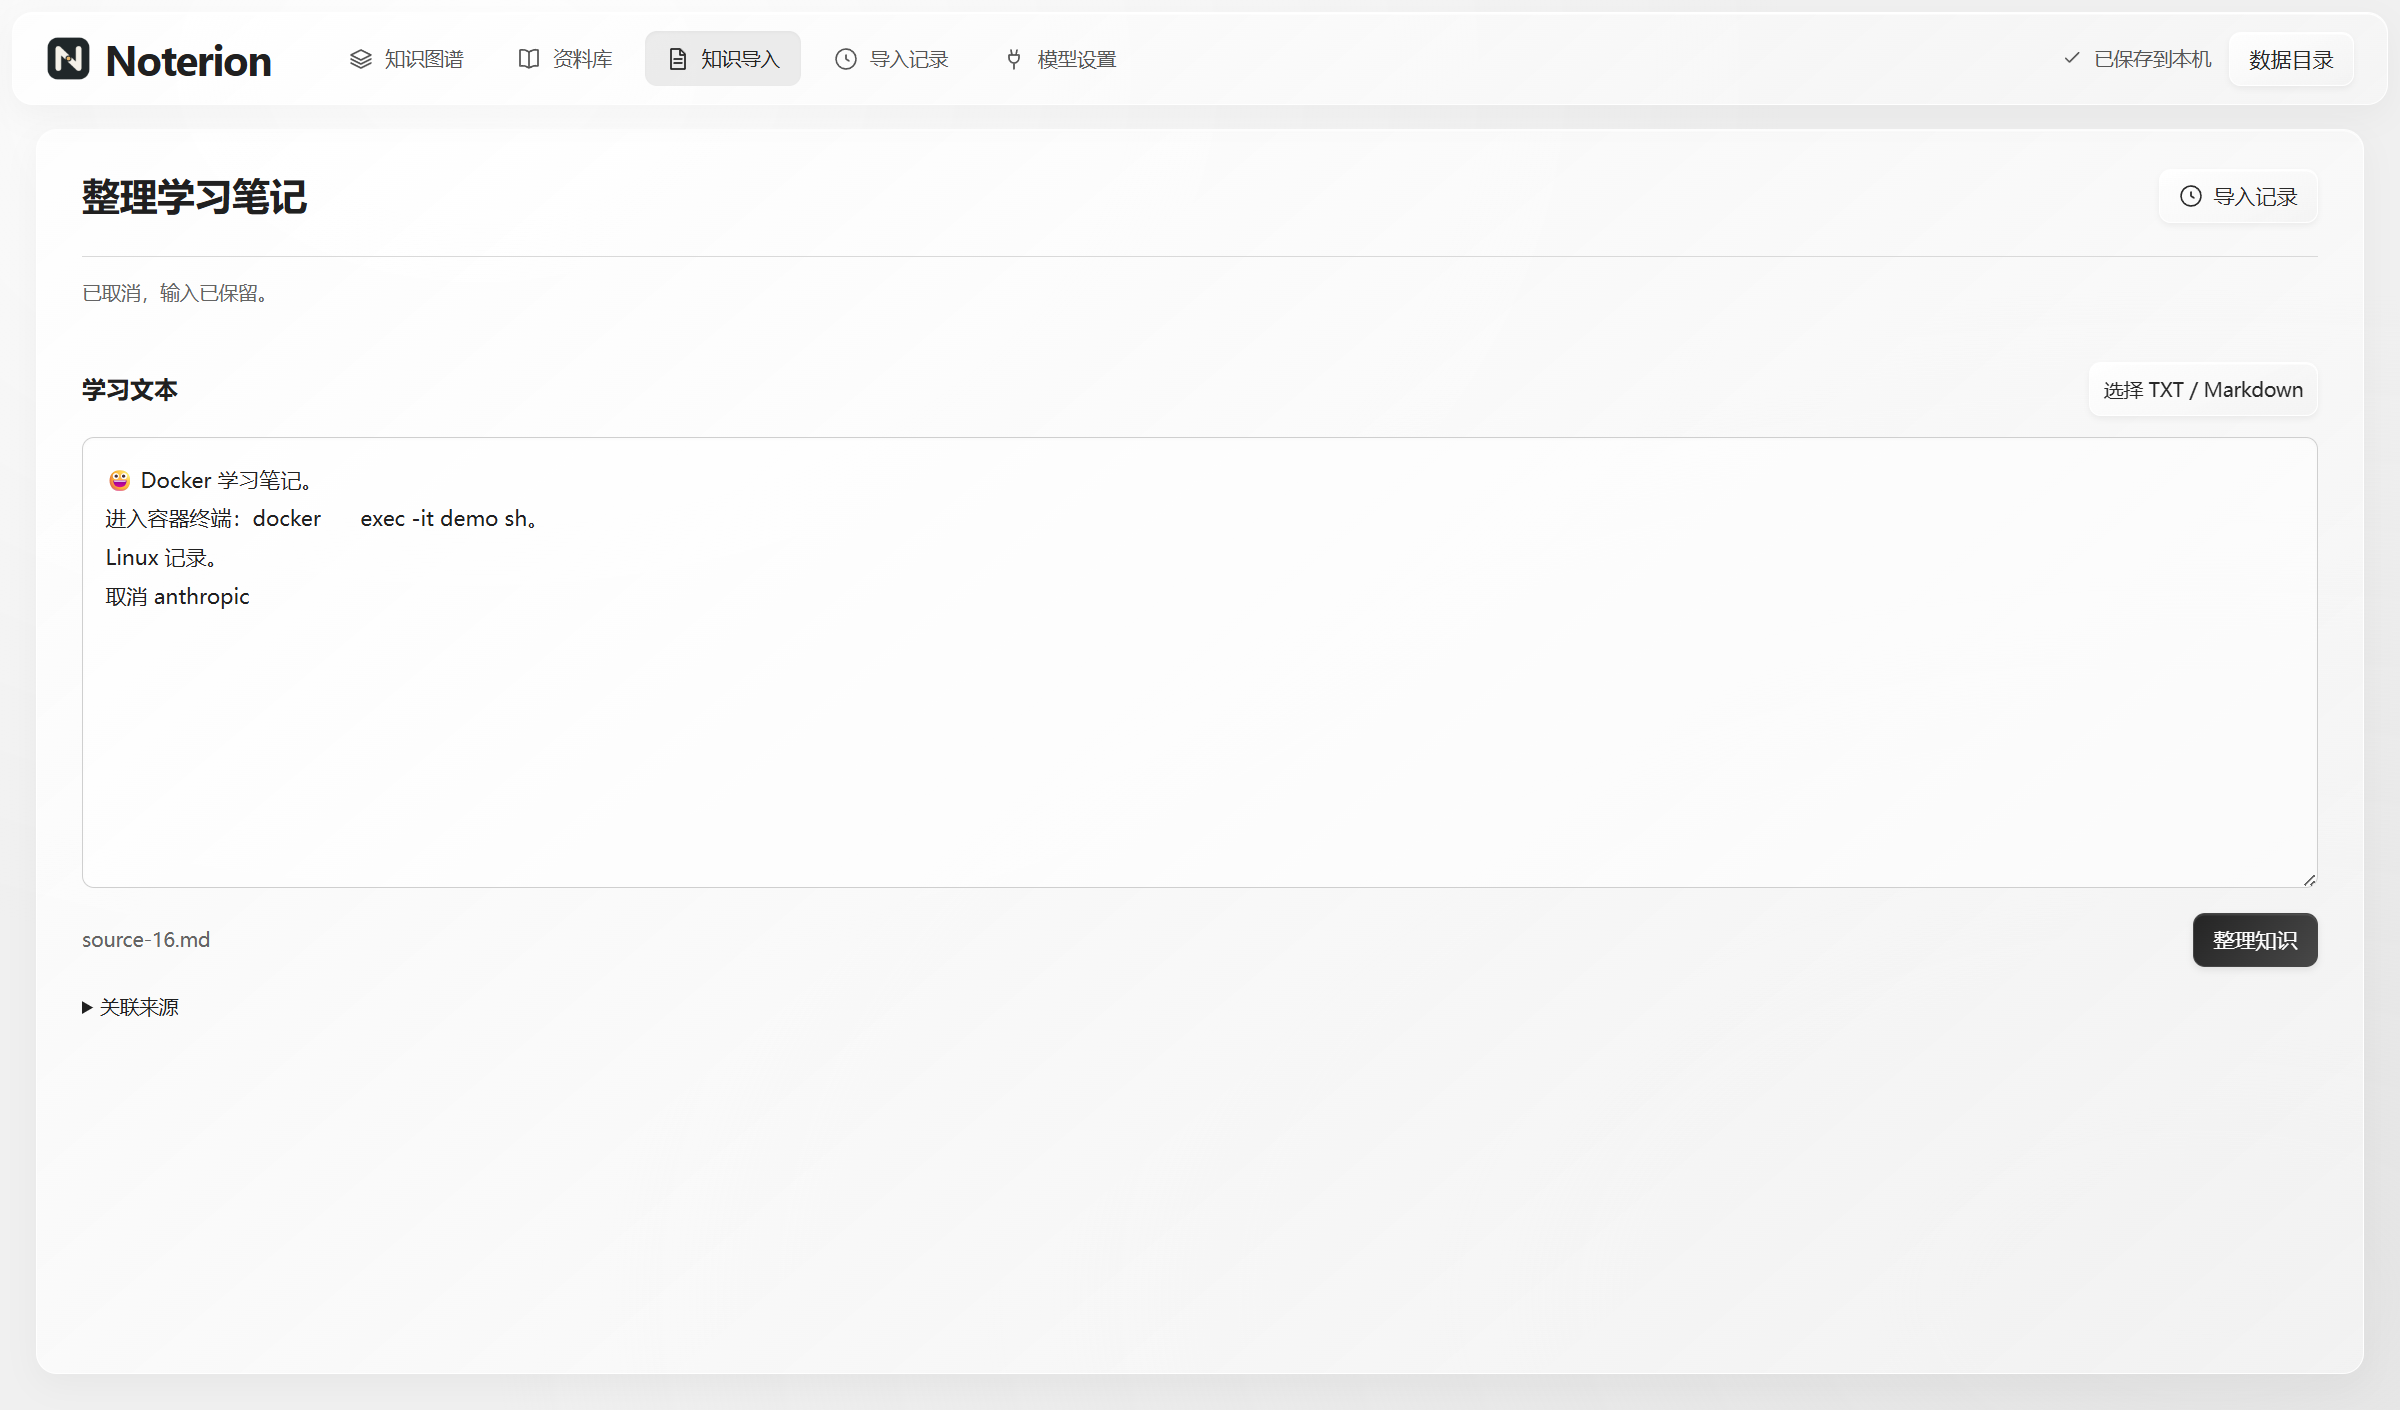 Noterion
知识图谱
资料库
知识导入
导入记录
模型设置
已保存到本机
数据目录
整理学习笔记
导入记录
已取消，输入已保留。
学习文本
选择 TXT / Markdown
😀 Docker 学习笔记。
进入容器终端：docker      exec -it demo sh。
Linux 记录。
取消 anthropic
source-16.md
整理知识
关联来源